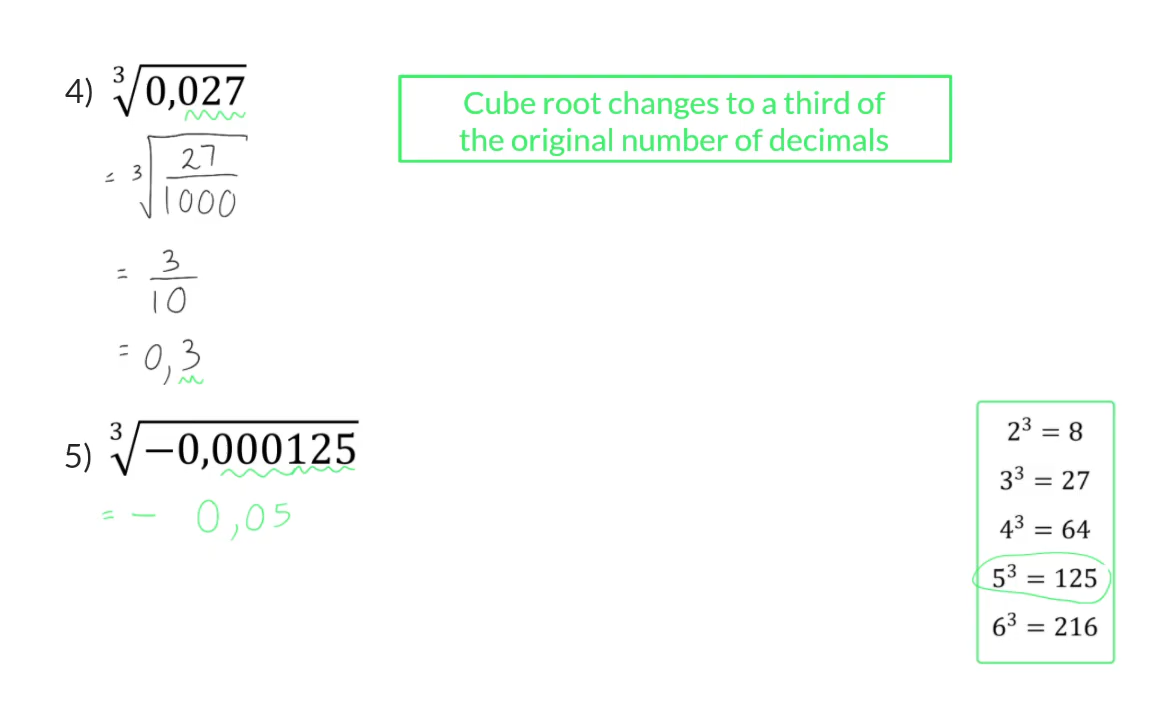 4) ∛0,027
= ∛(27/1000)
= 3/10
= 0,3
Cube root changes to a third of
the original number of decimals
5) ∛−0,000125
= − 0,05
2³ = 8
3³ = 27
4³ = 64
5³ = 125
6³ = 216